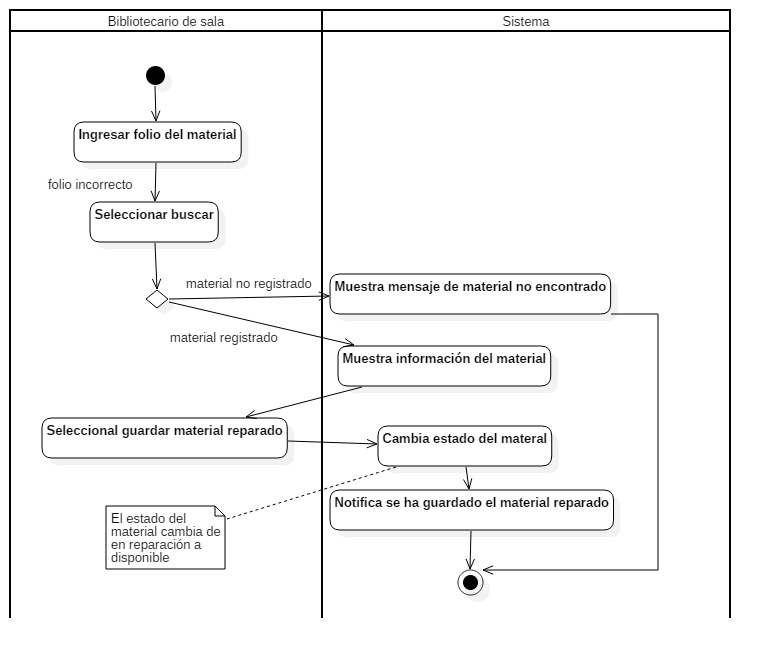 Bibliotecario de sala
Sistema
Ingresar folio del material
folio incorrecto
Seleccionar buscar
material no registrado
Muestra mensaje de material no encontrado
material registrado
Muestra información del material
Seleccional guardar material reparado
Cambia estado del materal
Notifica se ha guardado el material reparado
El estado del
material cambia de
en reparación a
disponible